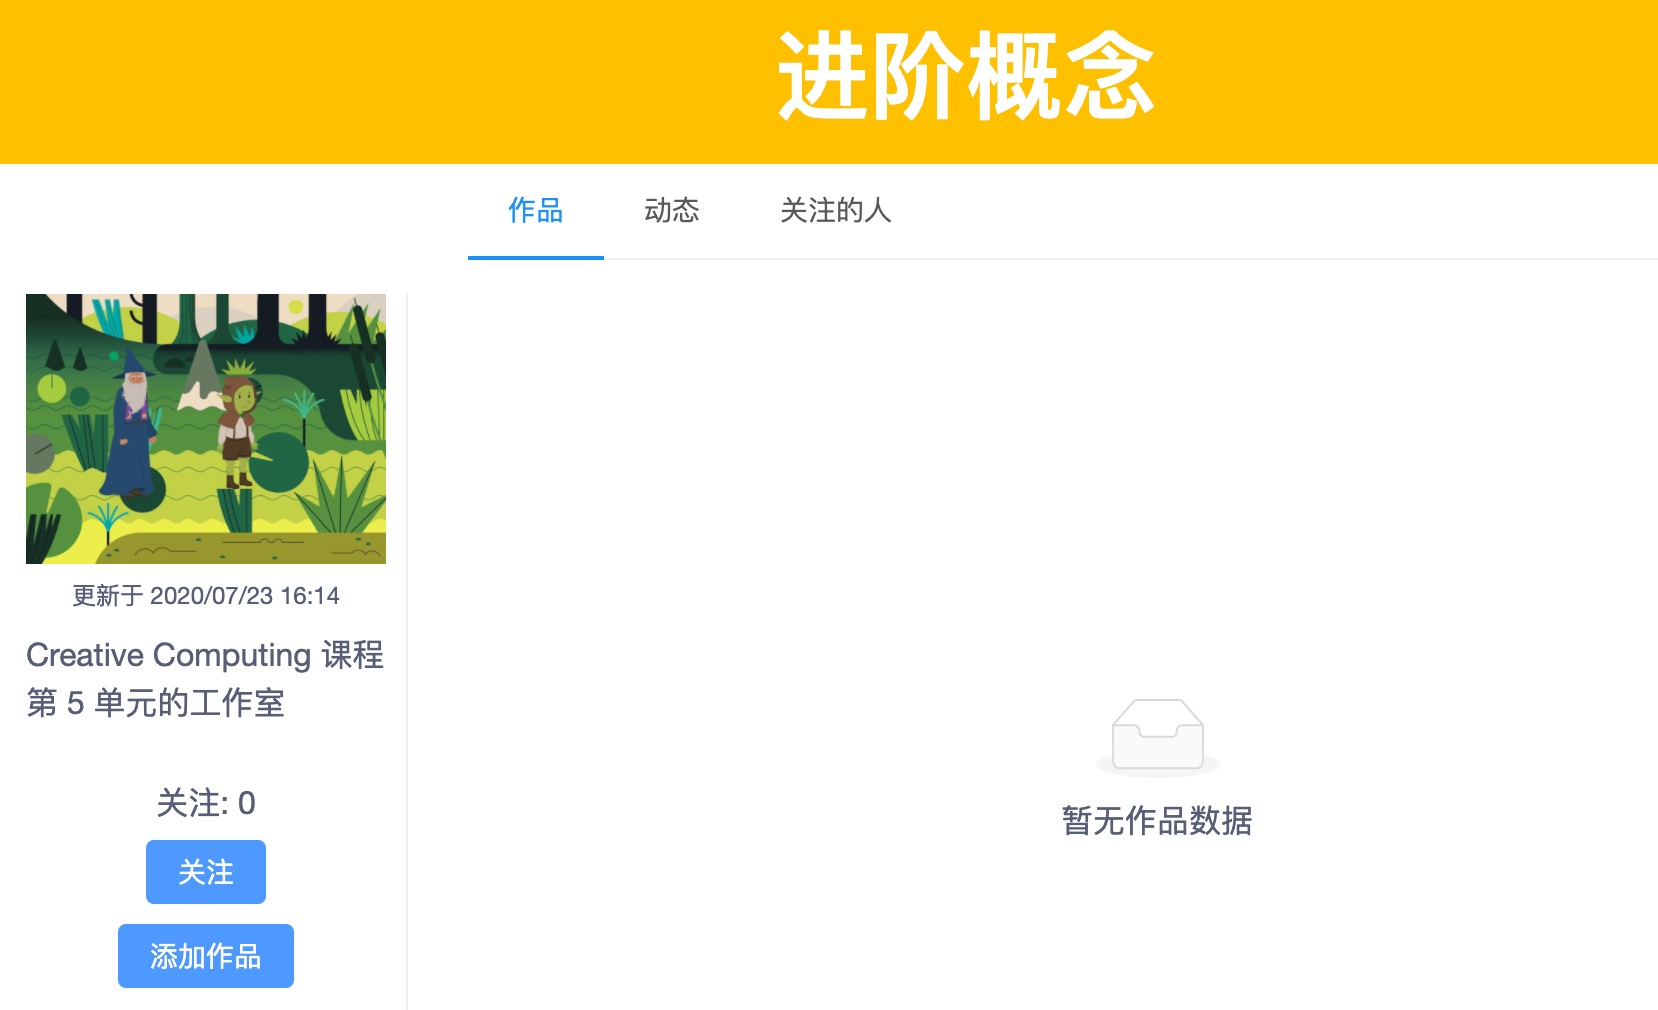 进阶概念
作品
动态
关注的人
更新于 2020/07/23 16:14
Creative Computing 课程
第 5 单元的工作室
关注: 0
关注
添加作品
暂无作品数据